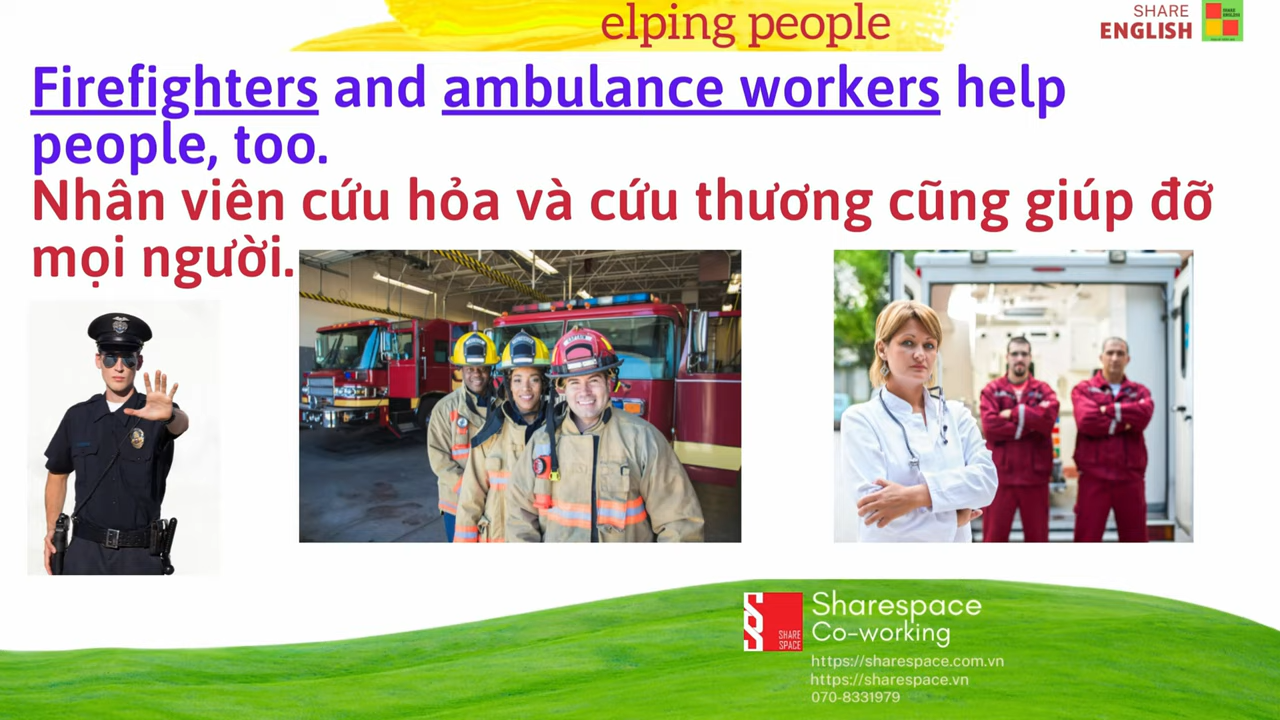 elping people
SHARE
ENGLISH
Firefighters and ambulance workers help
people, too.
Nhân viên cứu hỏa và cứu thương cũng giúp đỡ
mọi người.
Sharespace
Co-working
SHARE
SPACE
https://sharespace.com.vn
https://sharespace.vn
070-8331979